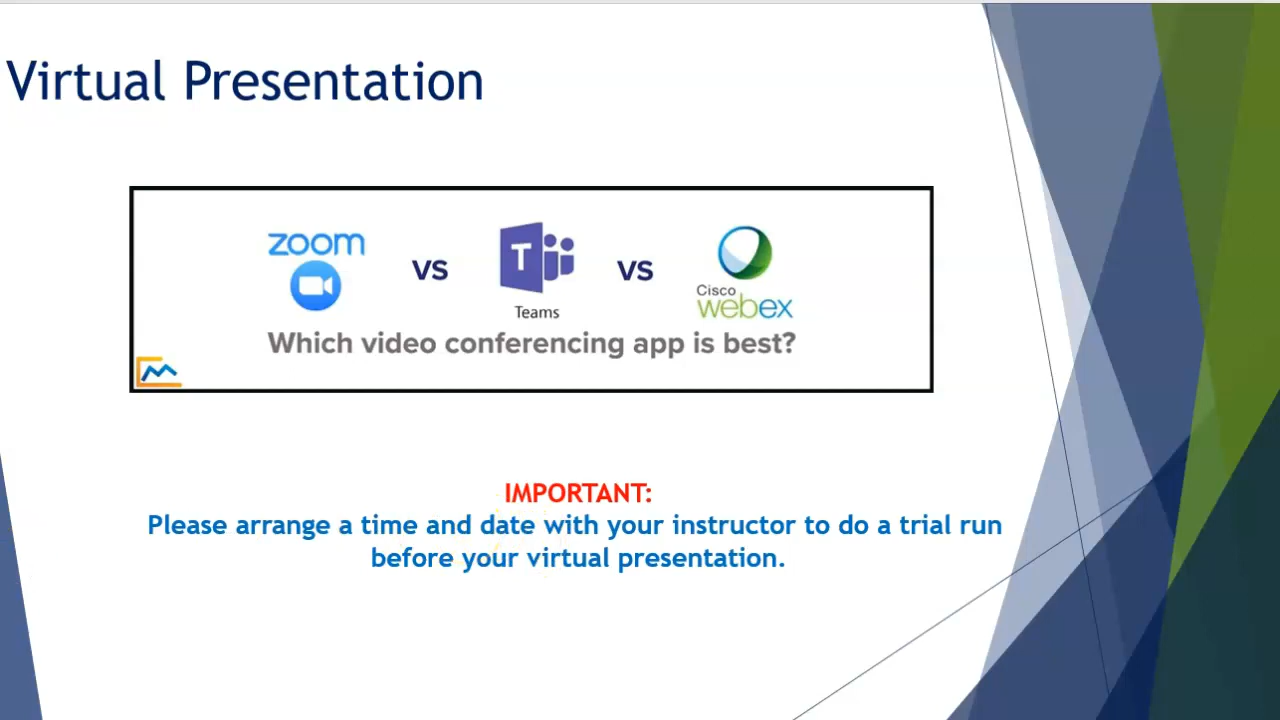 Virtual Presentation
zoom
VS
T
Teams
VS
Cisco
webex
Which video conferencing app is best?
IMPORTANT:
Please arrange a time and date with your instructor to do a trial run
before your virtual presentation.